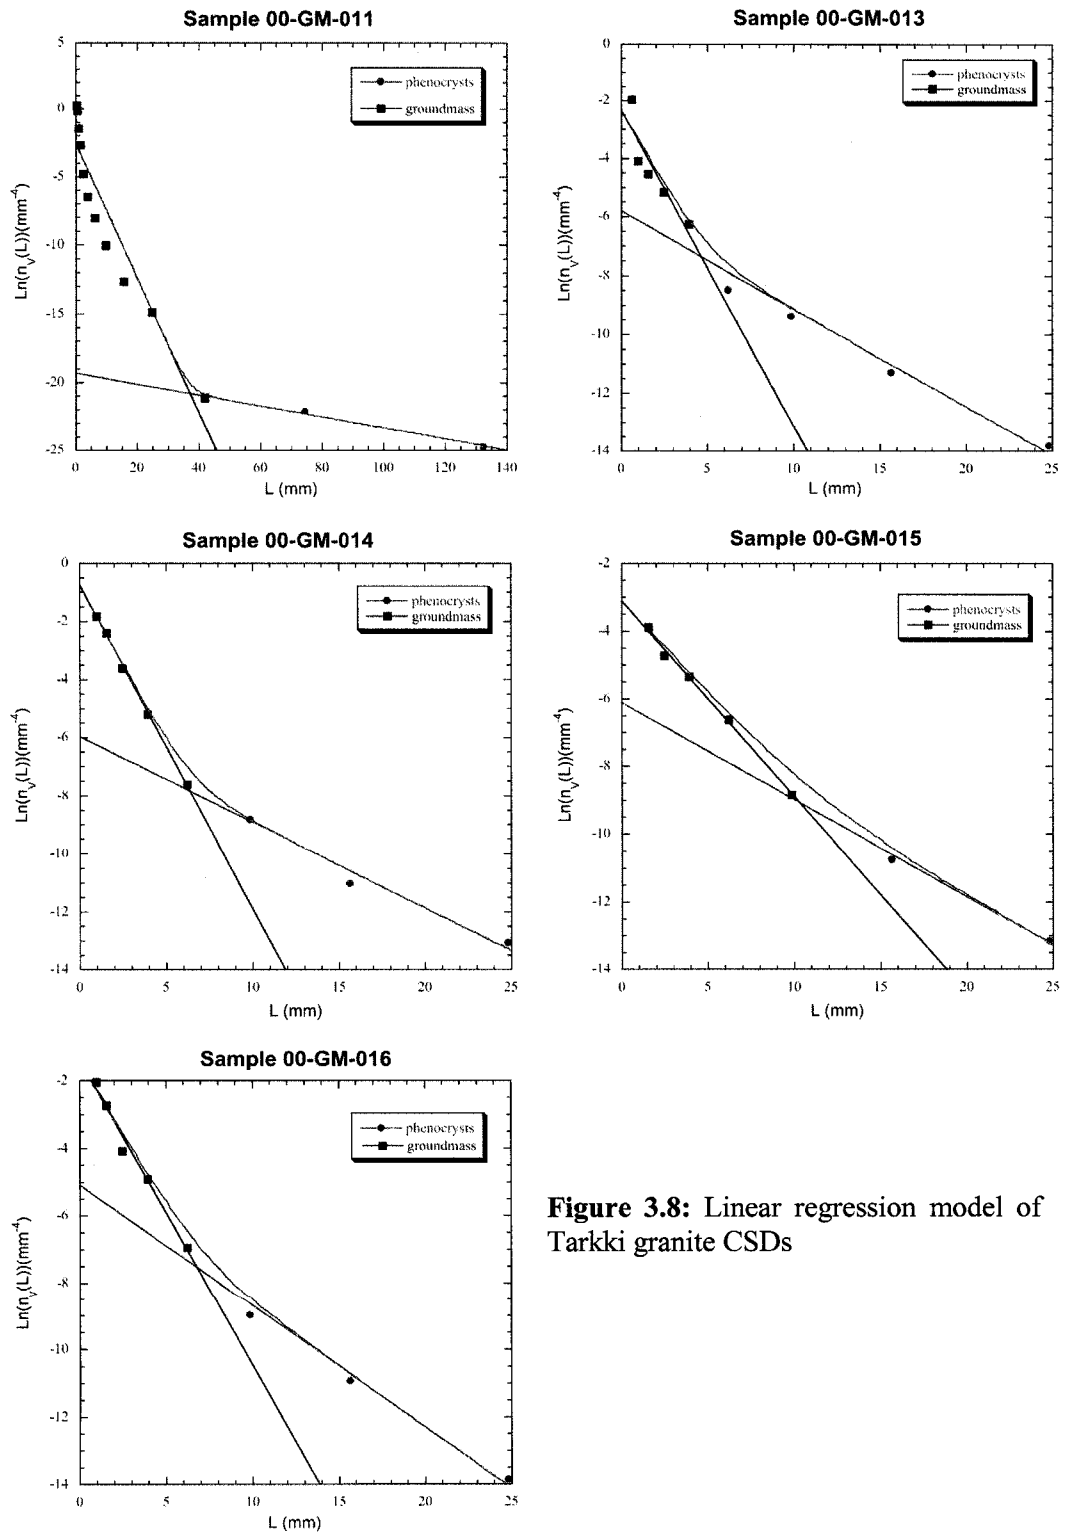 Sample 00-GM-011
5
0
-5
-10
-15
-20
-25
Ln(nV(L))(mm-4)
phenocrysts
groundmass
0 20 40 60 80 100 120 140
L (mm)
Sample 00-GM-013
0
-2
-4
-6
-8
-10
-12
-14
Ln(nV(L))(mm-4)
phenocrysts
groundmass
0 5 10 15 20 25
L (mm)
Sample 00-GM-014
0
-2
-4
-6
-8
-10
-12
-14
Ln(nV(L))(mm-4)
phenocrysts
groundmass
0 5 10 15 20 25
L (mm)
Sample 00-GM-015
-2
-4
-6
-8
-10
-12
-14
Ln(nV(L))(mm-4)
phenocrysts
groundmass
0 5 10 15 20 25
L (mm)
Sample 00-GM-016
-2
-4
-6
-8
-10
-12
-14
Ln(nV(L))(mm-4)
phenocrysts
groundmass
0 5 10 15 20 25
L (mm)
Figure 3.8: Linear regression model of
Tarkki granite CSDs